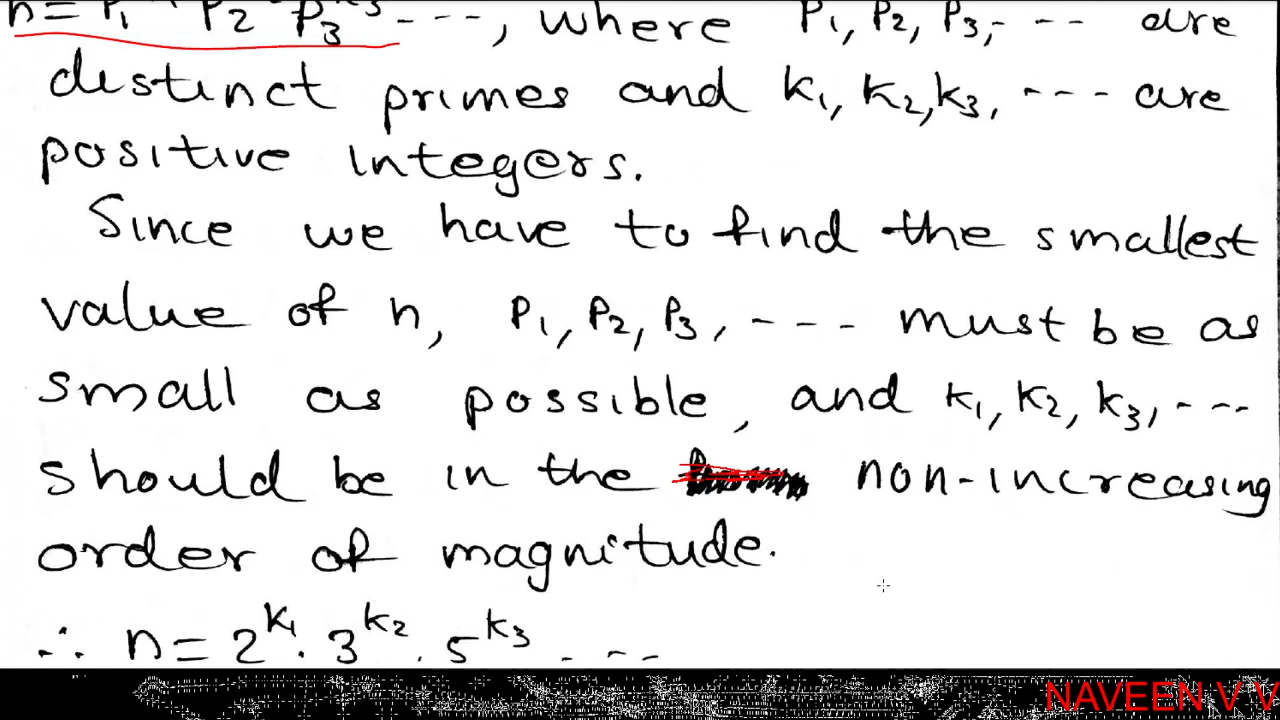 n = P₁ P₂ P₃^k₃ ---, where P₁, P₂, P₃, --- are
distinct primes and k₁, k₂, k₃, --- are
positive integers.
Since we have to find the smallest
value of n, P₁, P₂, P₃, --- must be as
small as possible, and k₁, k₂, k₃, ---
should be in the non-increasing
order of magnitude.
∴ n = 2^k₁ . 3^k₂ . 5^k₃ ---
NAVEEN V V